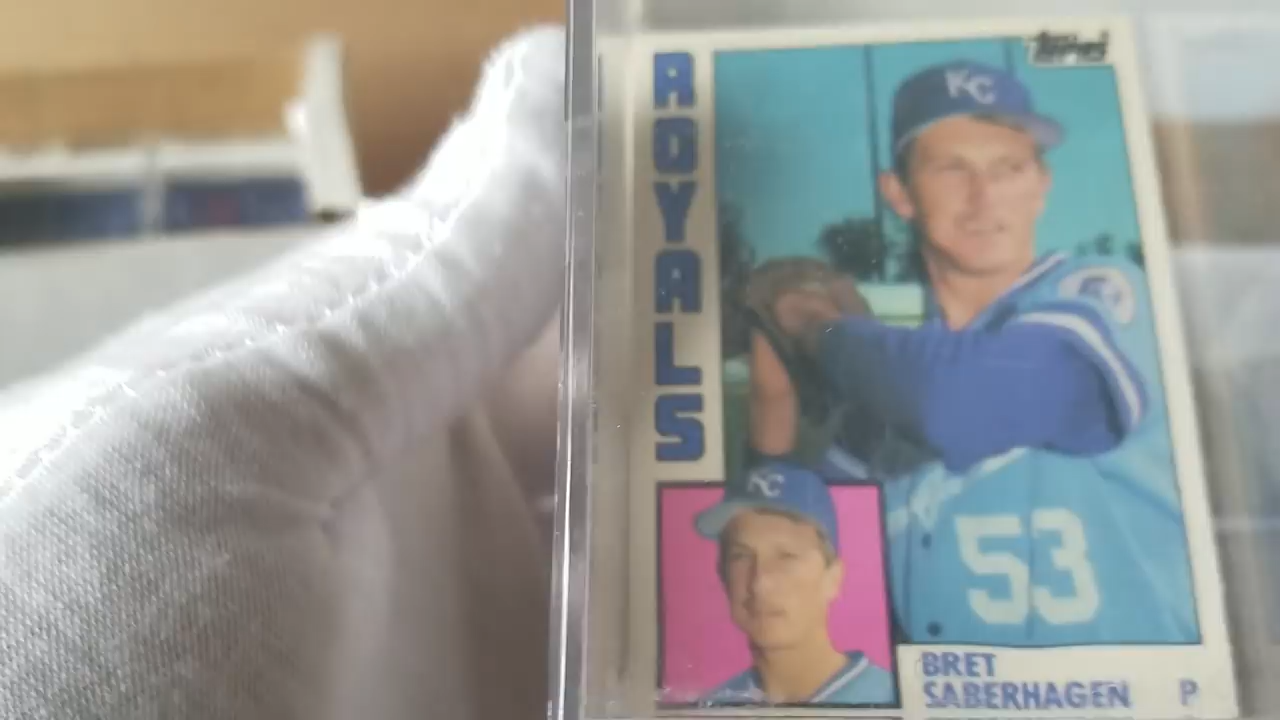 Topps
ROYALS
KC
KC
53
BRET
SABERHAGEN P